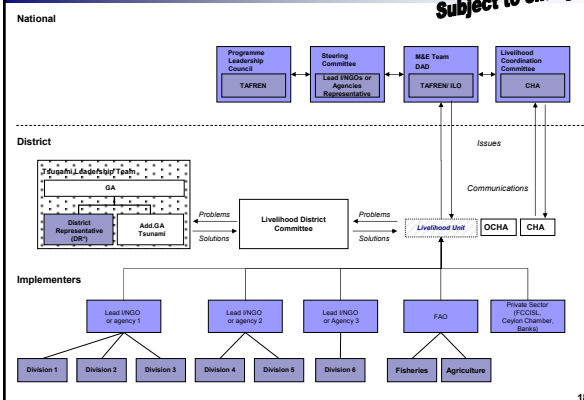 Subject to
National
Programme
Leadership
Council
TAFREN
Steering
Committee
Lead I/NGOs or
Agencies
Representative
M&E Team
DAD
TAFREN/ ILO
Livelihood
Coordination
Committee
CHA
District
Issues
Communications
Tsunami Leadership Team
GA
District
Representative
(DR*)
Add.GA
Tsunami
Problems
Solutions
Livelihood District
Committee
Problems
Solutions
Livelihood Unit
OCHA
CHA
Implementers
Lead I/NGO
or agency 1
Lead I/NGO
or agency 2
Lead I/NGO
or Agency 3
FAO
Private Sector
(FCCISL,
Ceylon Chamber,
Banks)
Division 1
Division 2
Division 3
Division 4
Division 5
Division 6
Fisheries
Agriculture